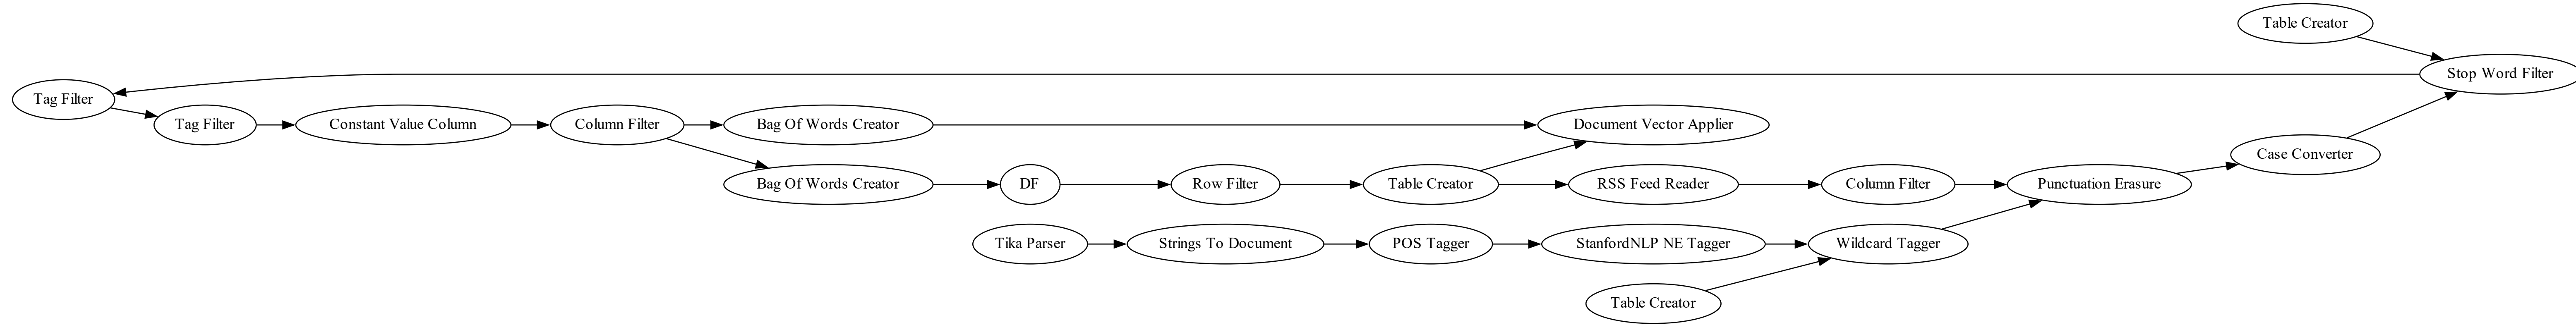 Table Creator
Stop Word Filter
Tag Filter
Tag Filter
Constant Value Column
Column Filter
Bag Of Words Creator
Document Vector Applier
Case Converter
Bag Of Words Creator
DF
Row Filter
Table Creator
RSS Feed Reader
Column Filter
Punctuation Erasure
Tika Parser
Strings To Document
POS Tagger
StanfordNLP NE Tagger
Wildcard Tagger
Table Creator